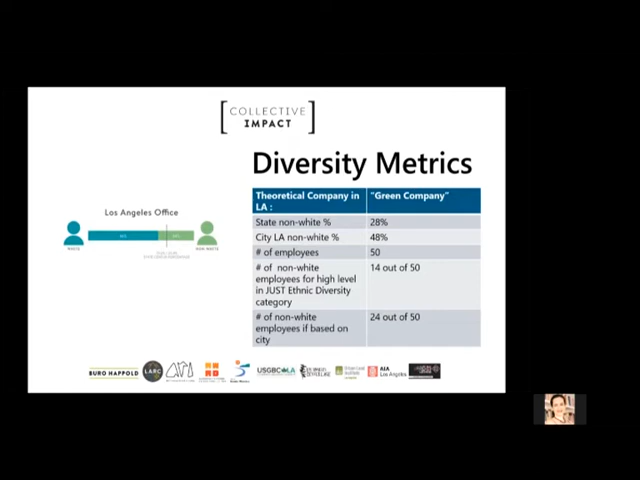 COLLECTIVE
IMPACT
Diversity Metrics
Los Angeles Office
WHITE
NON-WHITE
Theoretical Company in
LA :
"Green Company"
State non-white %
28%
City LA non-white %
48%
# of employees
50
# of non-white
employees for high level
in JUST Ethnic Diversity
category
14 out of 50
# of non-white
employees if based on
city
24 out of 50
BURO HAPPOLD
LARC
USGBC LA
AIA
Los Angeles